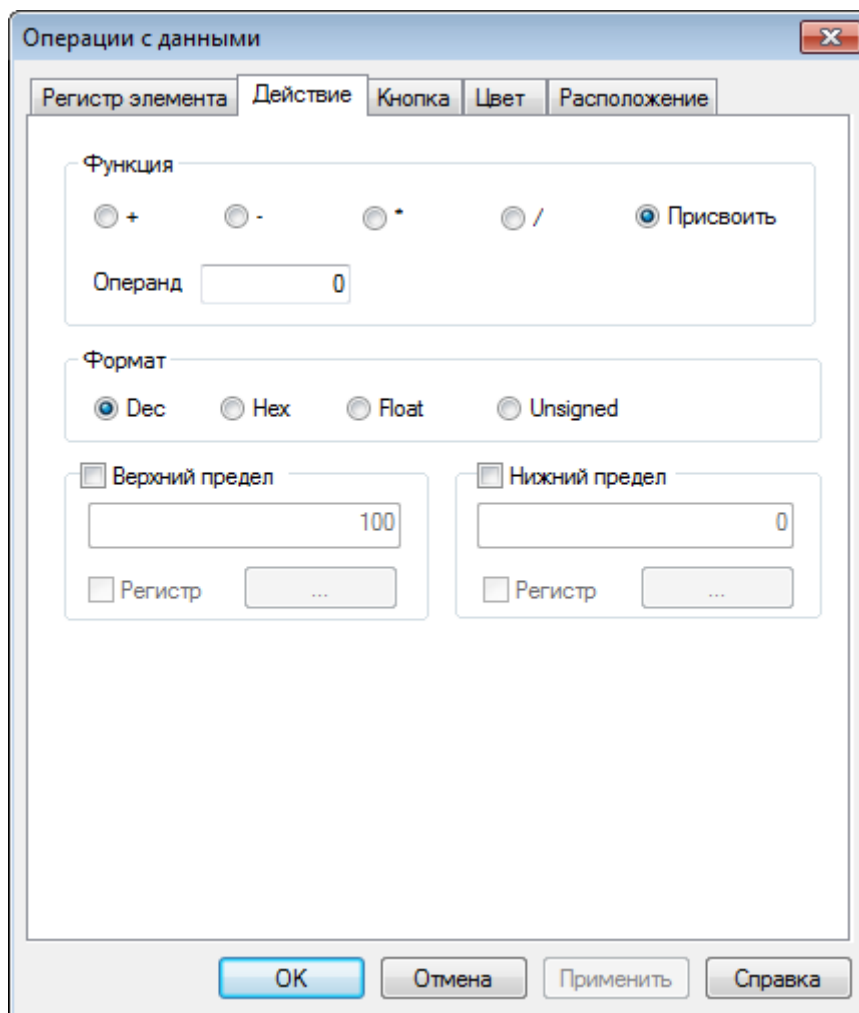 Операции с данными
Регистр элемента Действие Кнопка Цвет Расположение
Функция
+ - * / Присвоить
Операнд 0
Формат
Dec Hex Float Unsigned
Верхний предел Нижний предел
100 0
Регистр ... Регистр ...
OK Отмена Применить Справка